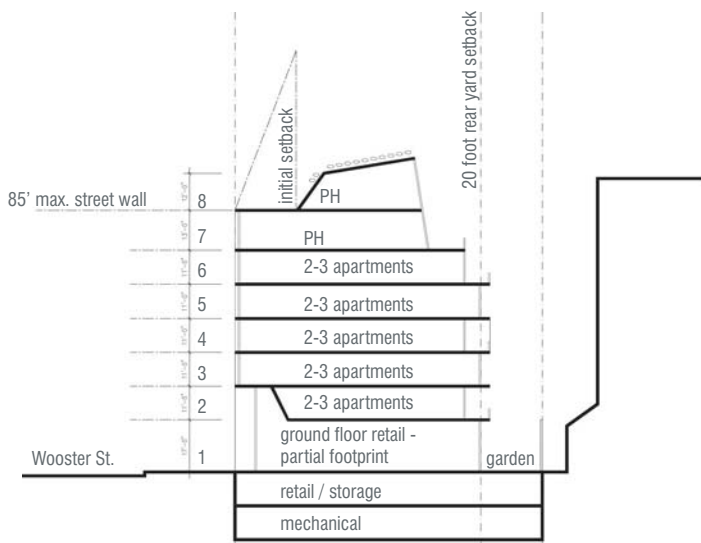 20 foot rear yard setback
initial setback
85' max. street wall
8
PH
7
PH
6
2-3 apartments
5
2-3 apartments
4
2-3 apartments
3
2-3 apartments
2
2-3 apartments
ground floor retail -
partial footprint
Wooster St.
1
garden
retail / storage
mechanical